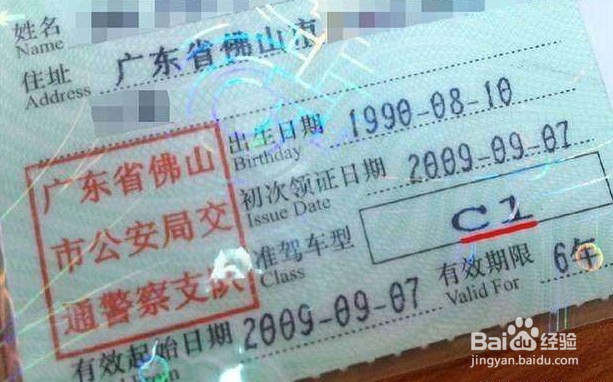 姓名
Name
住址 广东省佛山市
Address
出生日期 1990-08-10
Birthday
初次领证日期 2009-09-07
Issue Date
准驾车型 C1
Class
广东省佛山
市公安局交
通警察支队
有效期限 6年
Valid For
有效起始日期 2009-09-07
From
Baidu 经验
jingyan.baidu.com